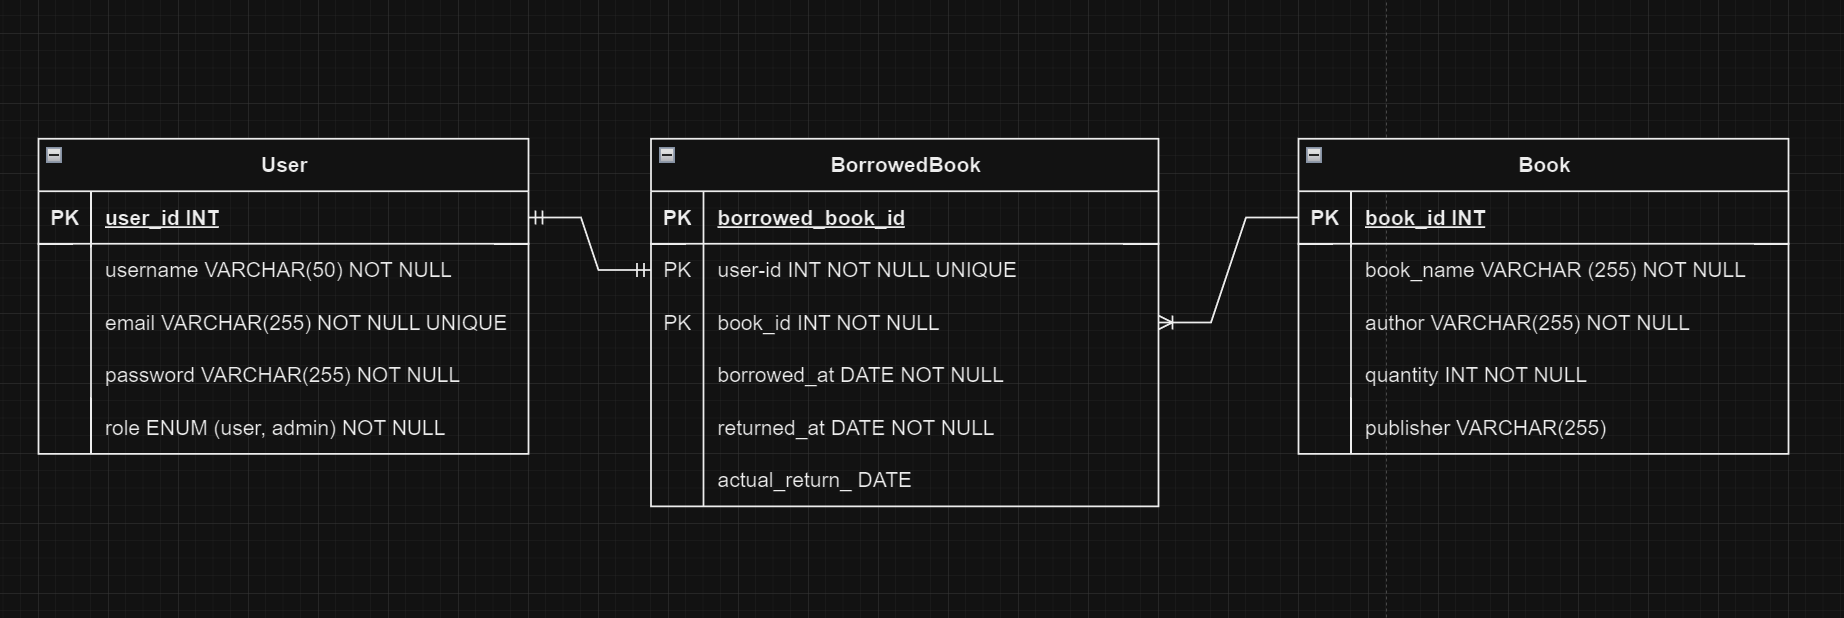 User
PK user_id INT
username VARCHAR(50) NOT NULL
email VARCHAR(255) NOT NULL UNIQUE
password VARCHAR(255) NOT NULL
role ENUM (user, admin) NOT NULL
BorrowedBook
PK borrowed_book_id
PK user-id INT NOT NULL UNIQUE
PK book_id INT NOT NULL
borrowed_at DATE NOT NULL
returned_at DATE NOT NULL
actual_return_ DATE
Book
PK book_id INT
book_name VARCHAR (255) NOT NULL
author VARCHAR(255) NOT NULL
quantity INT NOT NULL
publisher VARCHAR(255)